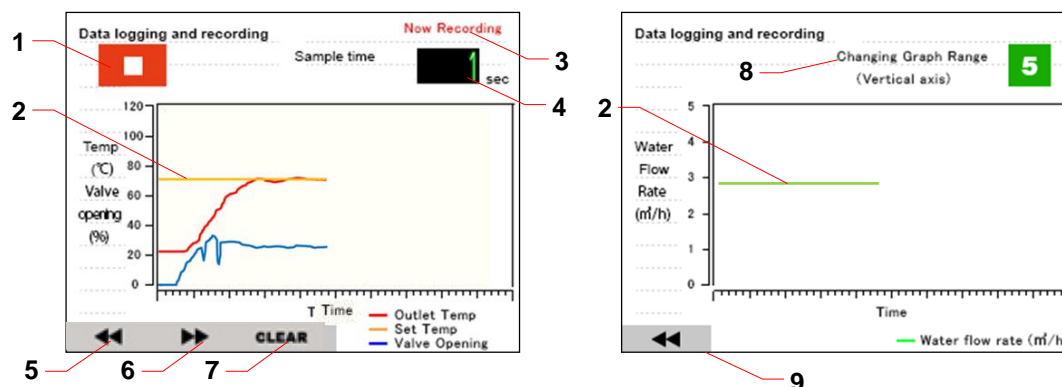 Data logging and recording
Now Recording
1
Sample time
1
sec
3
4
2
120
100
80
60
40
20
0
Temp
(℃)
Valve
opening
(%)
T Time
Outlet Temp
Set Temp
Valve Opening
CLEAR
5
6
7
Data logging and recording
8
Changing Graph Range
(Vertical axis)
5
2
5
4
3
2
1
0
Water
Flow
Rate
(㎥/h)
Time
Water flow rate (㎥/h
9